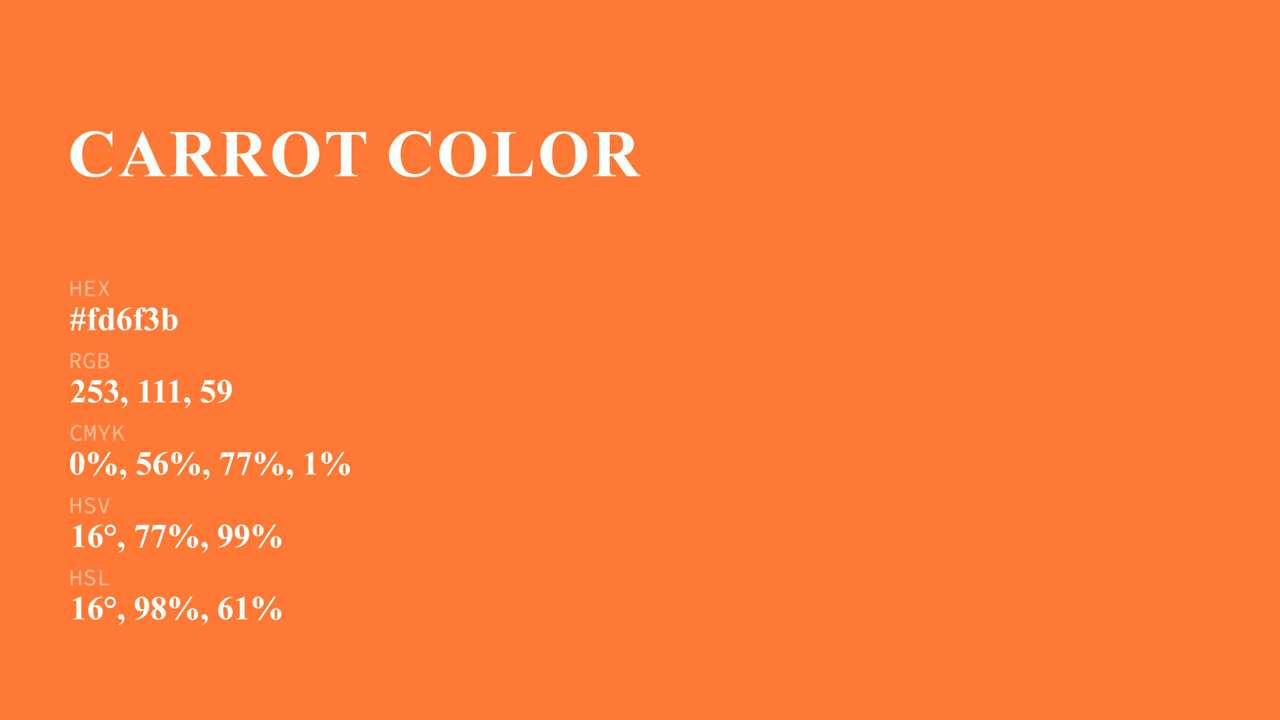 CARROT COLOR
HEX
#fd6f3b
RGB
253, 111, 59
CMYK
0%, 56%, 77%, 1%
HSV
16°, 77%, 99%
HSL
16°, 98%, 61%